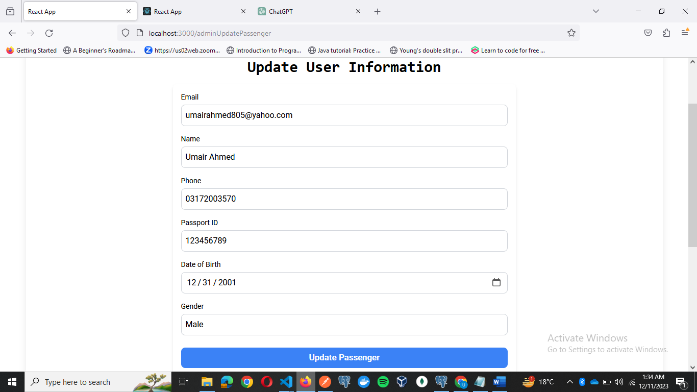 React App
React App
ChatGPT
localhost:3000/adminUpdatePassenger
Getting Started
A Beginner's Roadma...
https://us02web.zoom...
Introduction to Progra...
Java tutorial: Practice ...
Young's double slit pr...
Learn to code for free ...
Update User Information
Email
umairahmed805@yahoo.com
Name
Umair Ahmed
Phone
03172003570
Passport ID
123456789
Date of Birth
12 / 31 / 2001
Gender
Male
Update Passenger
Activate Windows
Go to Settings to activate Windows.
Type here to search
18°C
1:34 AM
12/11/2023